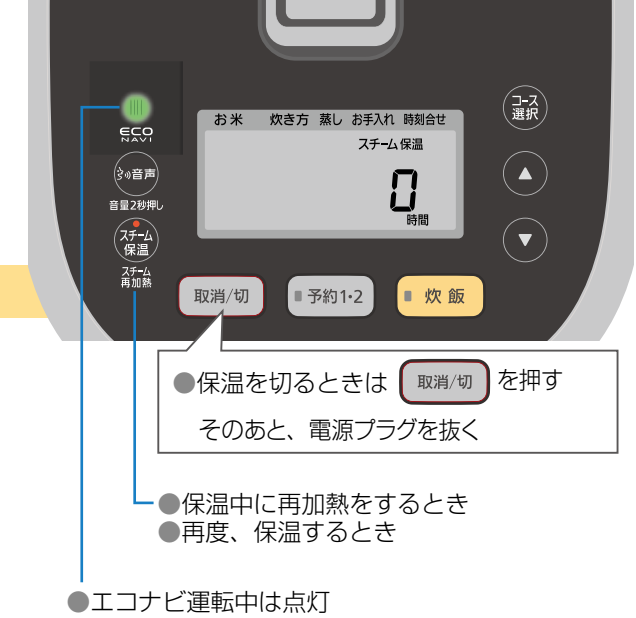 ECO
NAVI
お米 炊き方 蒸し お手入れ 時刻合せ
スチーム保温
0
時間
コース
選択
音声
音量2秒押し
スチーム
保温
スチーム
再加熱
▲
▼
取消/切
予約1・2
炊飯
●保温を切るときは 取消/切 を押す
そのあと、電源プラグを抜く
●保温中に再加熱をするとき
●再度、保温するとき
●エコナビ運転中は点灯